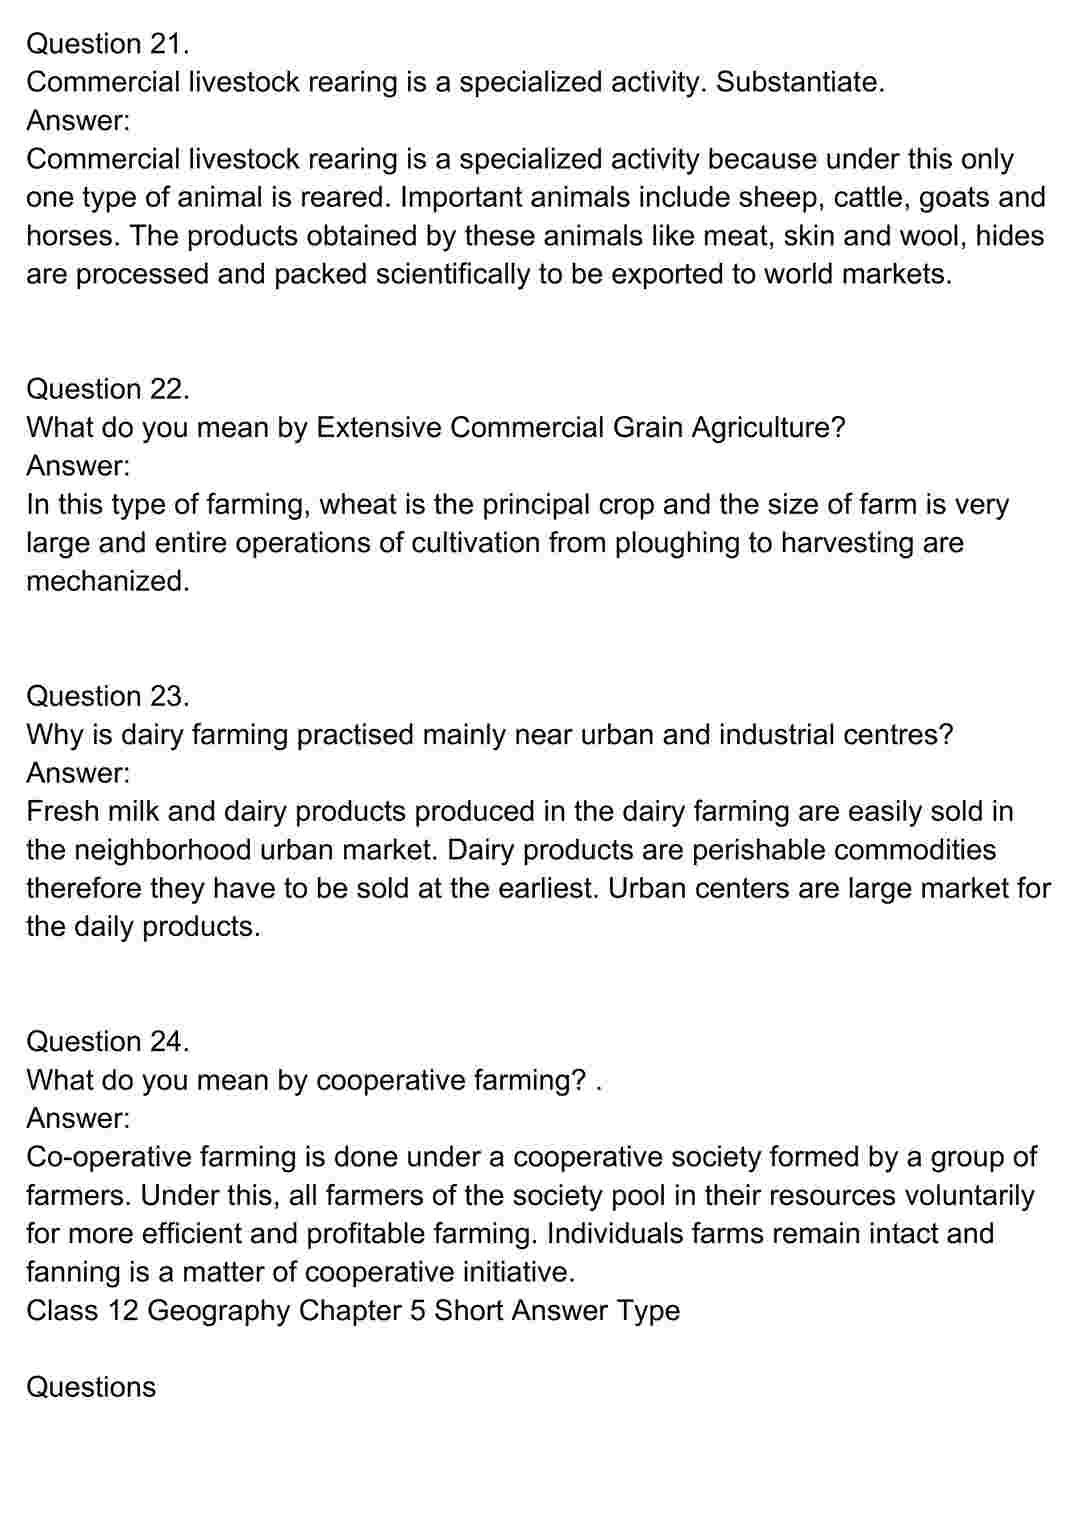 Question 21.
Commercial livestock rearing is a specialized activity. Substantiate.
Answer:
Commercial livestock rearing is a specialized activity because under this only
one type of animal is reared. Important animals include sheep, cattle, goats and
horses. The products obtained by these animals like meat, skin and wool, hides
are processed and packed scientifically to be exported to world markets.
Question 22.
What do you mean by Extensive Commercial Grain Agriculture?
Answer:
In this type of farming, wheat is the principal crop and the size of farm is very
large and entire operations of cultivation from ploughing to harvesting are
mechanized.
Question 23.
Why is dairy farming practised mainly near urban and industrial centres?
Answer:
Fresh milk and dairy products produced in the dairy farming are easily sold in
the neighborhood urban market. Dairy products are perishable commodities
therefore they have to be sold at the earliest. Urban centers are large market for
the daily products.
Question 24.
What do you mean by cooperative farming? .
Answer:
Co-operative farming is done under a cooperative society formed by a group of
farmers. Under this, all farmers of the society pool in their resources voluntarily
for more efficient and profitable farming. Individuals farms remain intact and
fanning is a matter of cooperative initiative.
Class 12 Geography Chapter 5 Short Answer Type
Questions